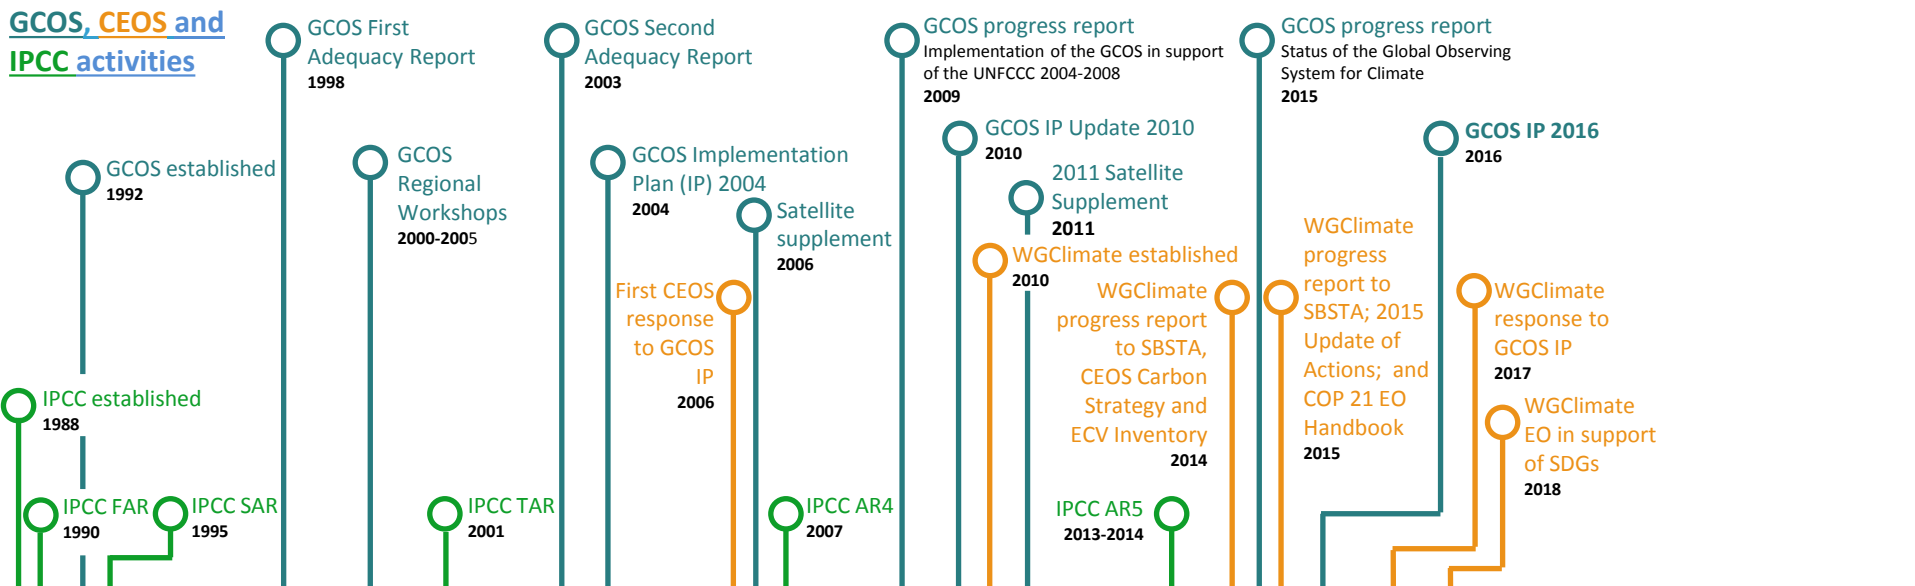 GCOS, CEOS and
IPCC activities
GCOS First
Adequacy Report
1998
GCOS Second
Adequacy Report
2003
GCOS progress report
Implementation of the GCOS in support
of the UNFCCC 2004-2008
2009
GCOS progress report
Status of the Global Observing
System for Climate
2015
GCOS established
1992
GCOS
Regional
Workshops
2000-2005
GCOS Implementation
Plan (IP) 2004
2004
Satellite
supplement
2006
GCOS IP Update 2010
2010
2011 Satellite
Supplement
2011
GCOS IP 2016
2016
First CEOS
response
to GCOS
IP
2006
WGClimate established
2010
WGClimate
progress report
to SBSTA,
CEOS Carbon
Strategy and
ECV Inventory
2014
WGClimate
progress
report to
SBSTA; 2015
Update of
Actions; and
COP 21 EO
Handbook
2015
WGClimate
response to
GCOS IP
2017
WGClimate
EO in support
of SDGs
2018
IPCC established
1988
IPCC FAR
1990
IPCC SAR
1995
IPCC TAR
2001
IPCC AR4
2007
IPCC AR5
2013-2014